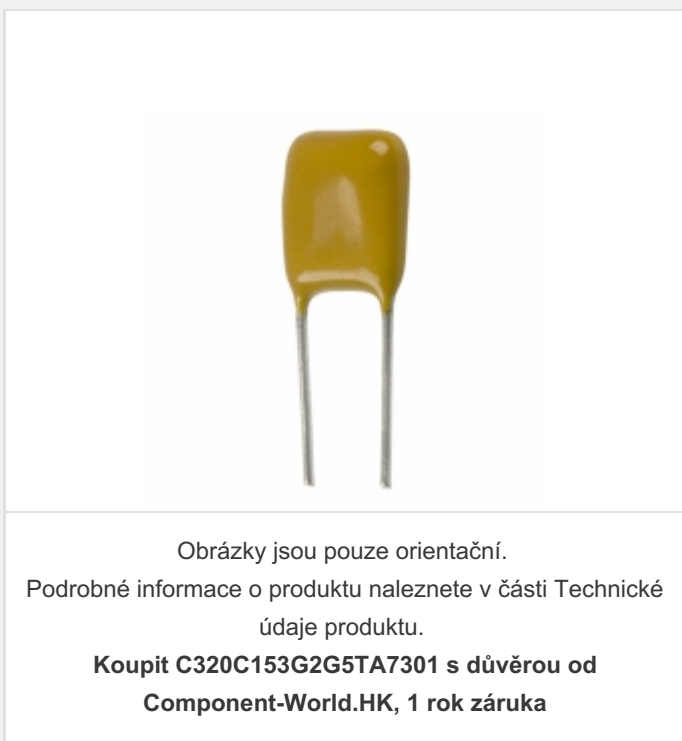 Obrázky jsou pouze orientační.
Podrobné informace o produktu naleznete v části Technické
údaje produktu.
Koupit C320C153G2G5TA7301 s důvěrou od
Component-World.HK, 1 rok záruka